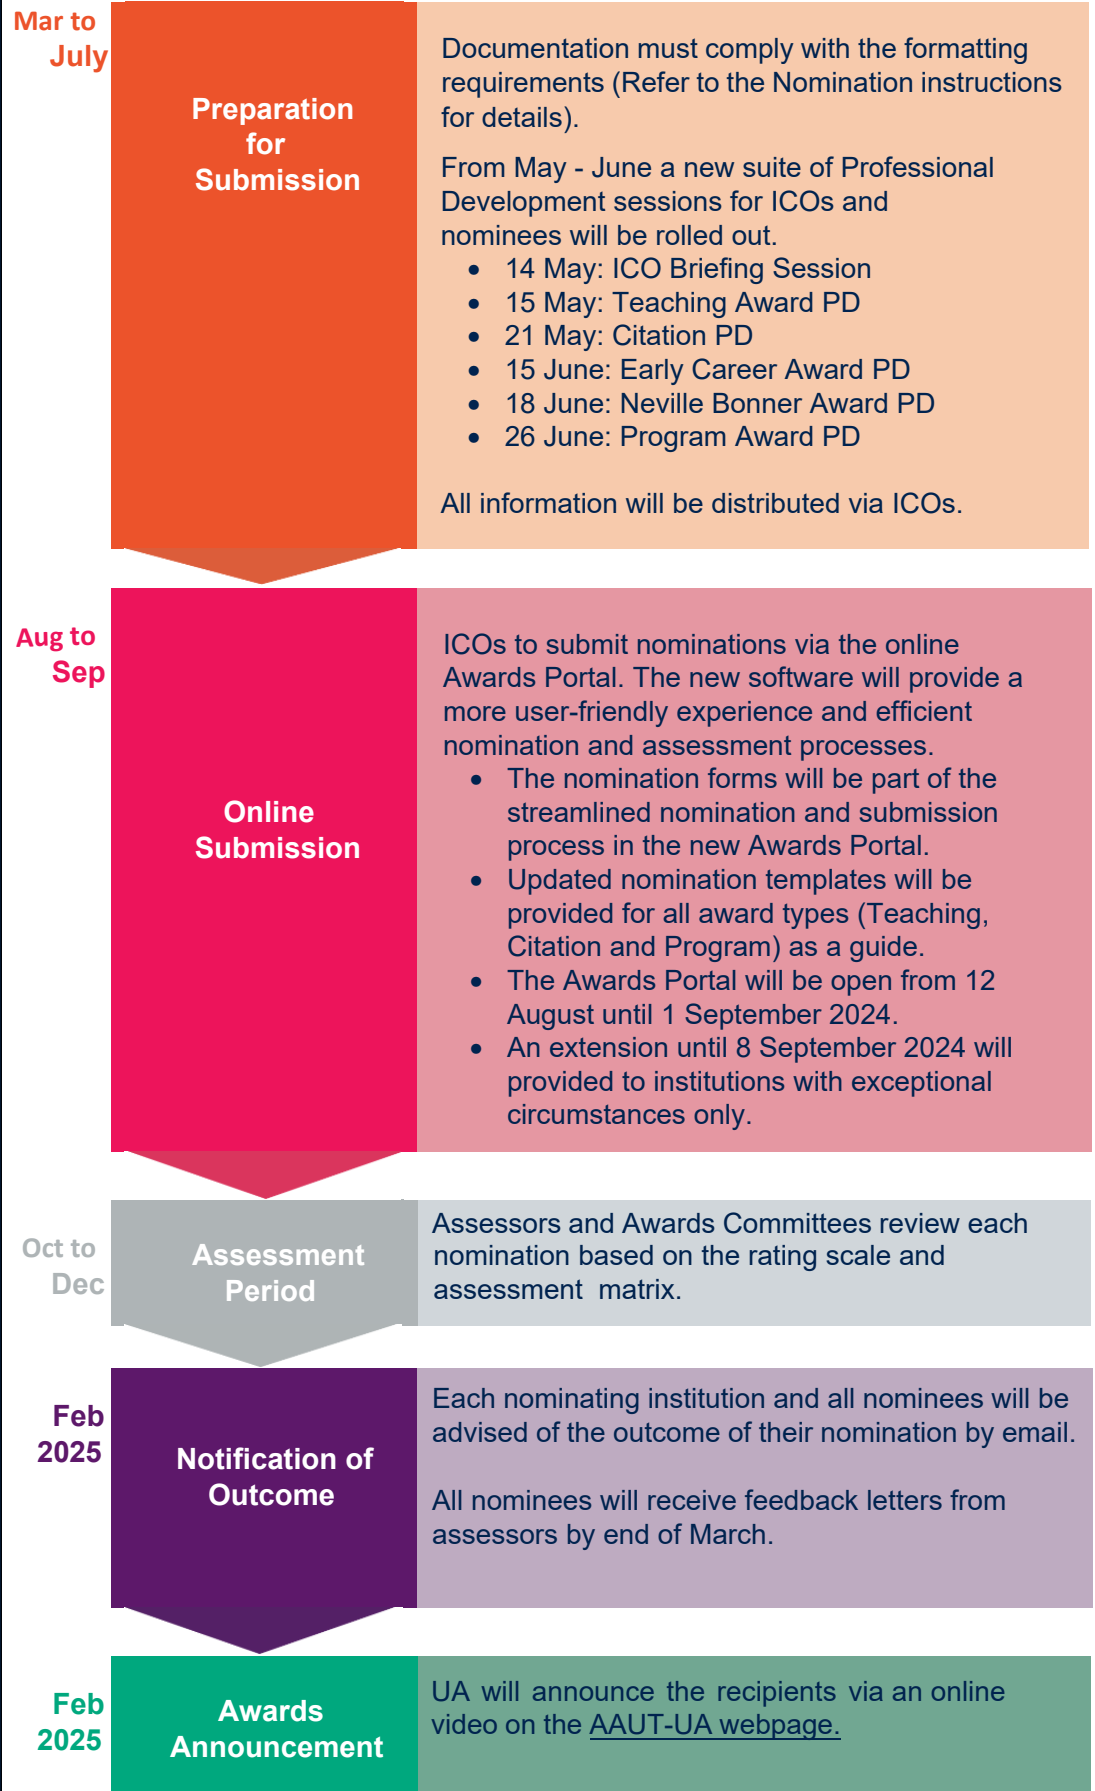 Mar to
July
Preparation
for
Submission
Documentation must comply with the formatting
requirements (Refer to the Nomination instructions
for details).
From May - June a new suite of Professional
Development sessions for ICOs and
nominees will be rolled out.
• 14 May: ICO Briefing Session
• 15 May: Teaching Award PD
• 21 May: Citation PD
• 15 June: Early Career Award PD
• 18 June: Neville Bonner Award PD
• 26 June: Program Award PD
All information will be distributed via ICOs.
Aug to
Sep
Online
Submission
ICOs to submit nominations via the online
Awards Portal. The new software will provide a
more user-friendly experience and efficient
nomination and assessment processes.
• The nomination forms will be part of the
streamlined nomination and submission
process in the new Awards Portal.
• Updated nomination templates will be
provided for all award types (Teaching,
Citation and Program) as a guide.
• The Awards Portal will be open from 12
August until 1 September 2024.
• An extension until 8 September 2024 will
provided to institutions with exceptional
circumstances only.
Oct to
Dec
Assessment
Period
Assessors and Awards Committees review each
nomination based on the rating scale and
assessment matrix.
Feb
2025
Notification of
Outcome
Each nominating institution and all nominees will be
advised of the outcome of their nomination by email.
All nominees will receive feedback letters from
assessors by end of March.
Feb
2025
Awards
Announcement
UA will announce the recipients via an online
video on the AAUT-UA webpage.